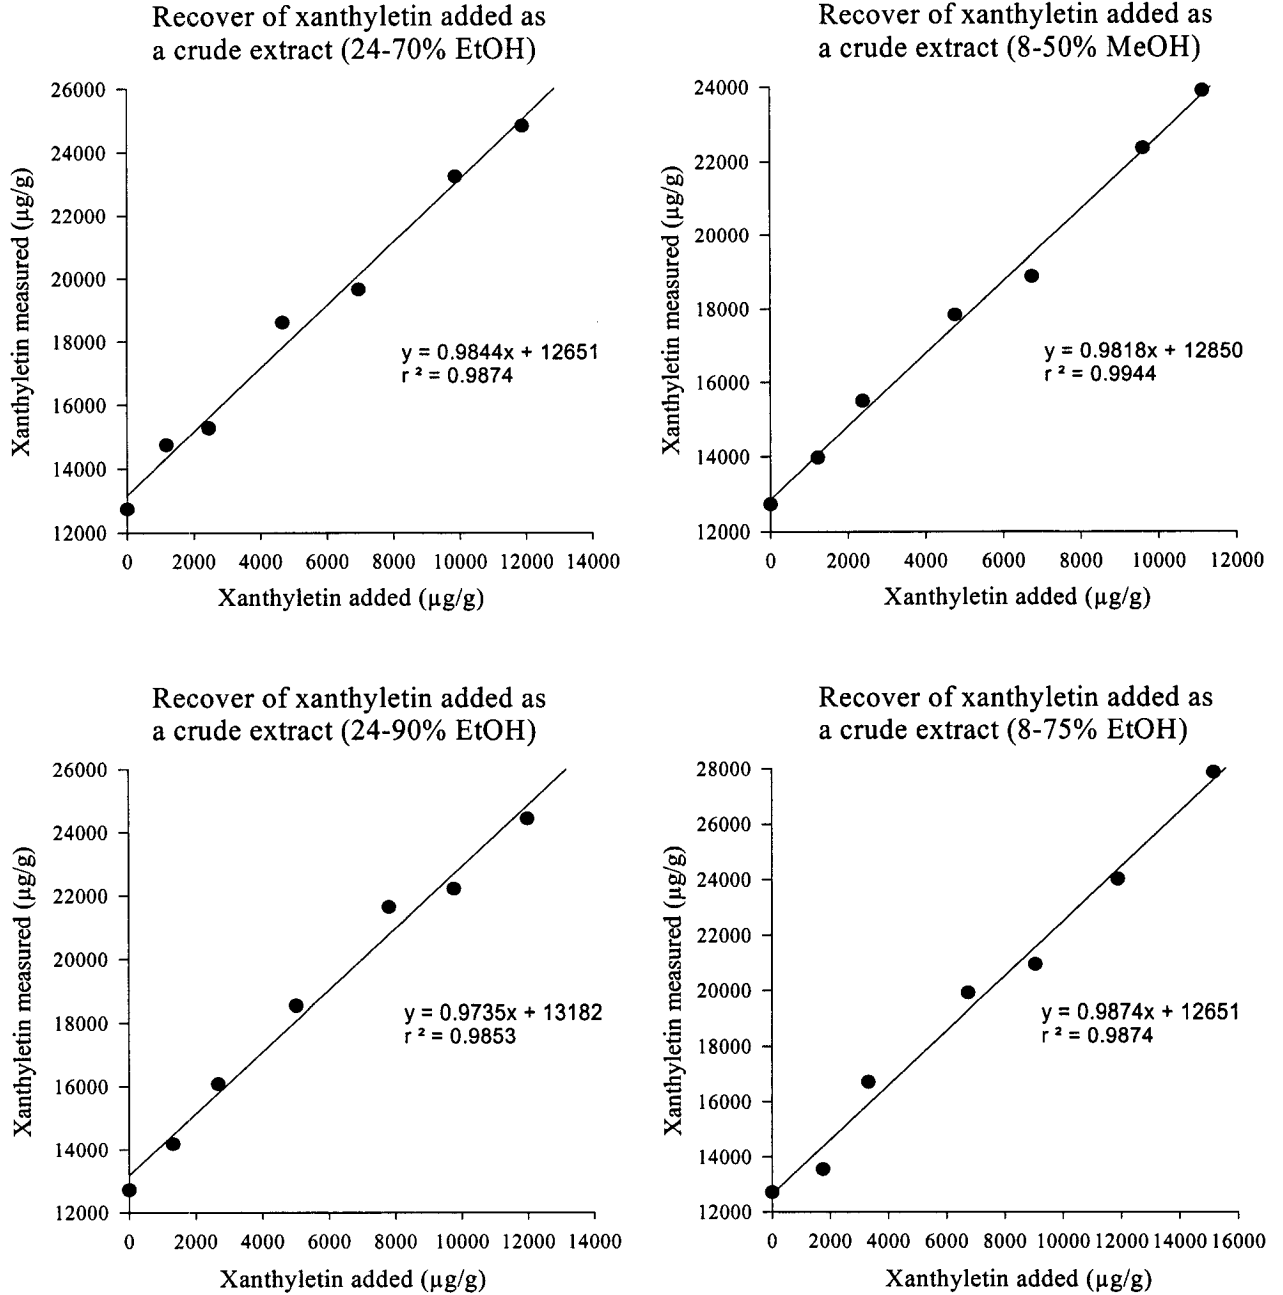 Recover of xanthyletin added as
a crude extract (24-70% EtOH)
26000
24000
22000
20000
18000
16000
14000
12000
Xanthyletin measured (µg/g)
y = 0.9844x + 12651
r ² = 0.9874
0 2000 4000 6000 8000 10000 12000 14000
Xanthyletin added (µg/g)
Recover of xanthyletin added as
a crude extract (8-50% MeOH)
24000
22000
20000
18000
16000
14000
12000
Xanthyletin measured (µg/g)
y = 0.9818x + 12850
r ² = 0.9944
0 2000 4000 6000 8000 10000 12000
Xanthyletin added (µg/g)
Recover of xanthyletin added as
a crude extract (24-90% EtOH)
26000
24000
22000
20000
18000
16000
14000
12000
Xanthyletin measured (µg/g)
y = 0.9735x + 13182
r ² = 0.9853
0 2000 4000 6000 8000 10000 12000 14000
Xanthyletin added (µg/g)
Recover of xanthyletin added as
a crude extract (8-75% EtOH)
28000
26000
24000
22000
20000
18000
16000
14000
12000
Xanthyletin measured (µg/g)
y = 0.9874x + 12651
r ² = 0.9874
0 2000 4000 6000 8000 10000 12000 14000 16000
Xanthyletin added (µg/g)